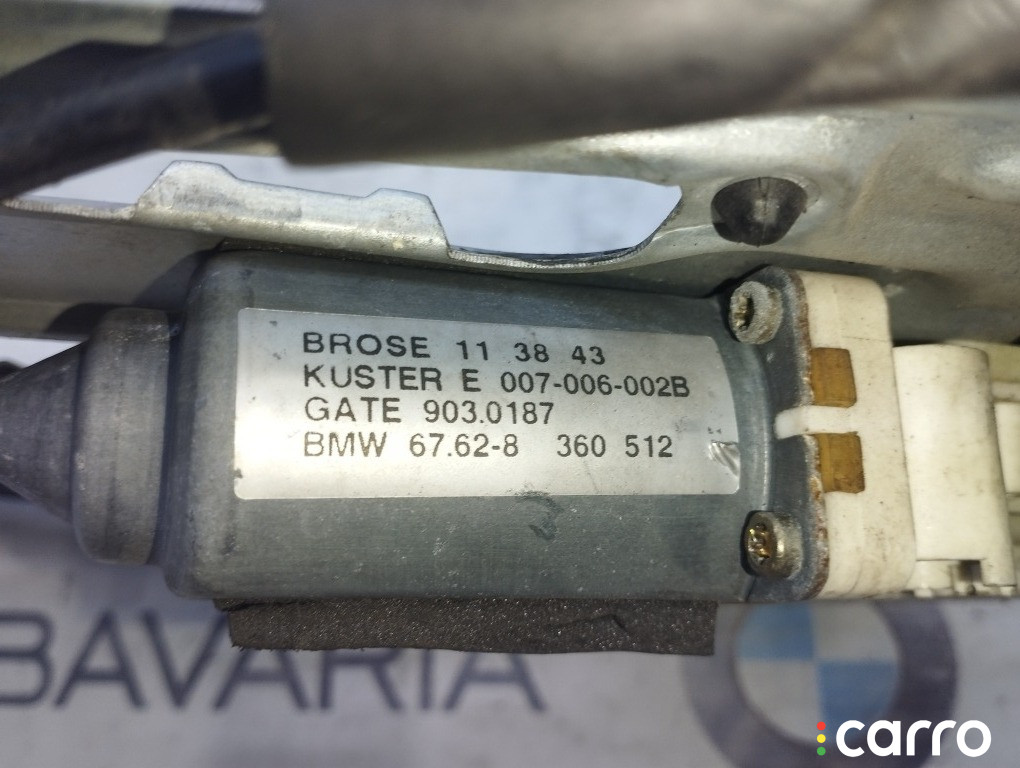 BROSE 11 38 43
KUSTER E 007-006-002B
GATE 903.0187
BMW 67.62-8 360 512
BAVARIA
carro